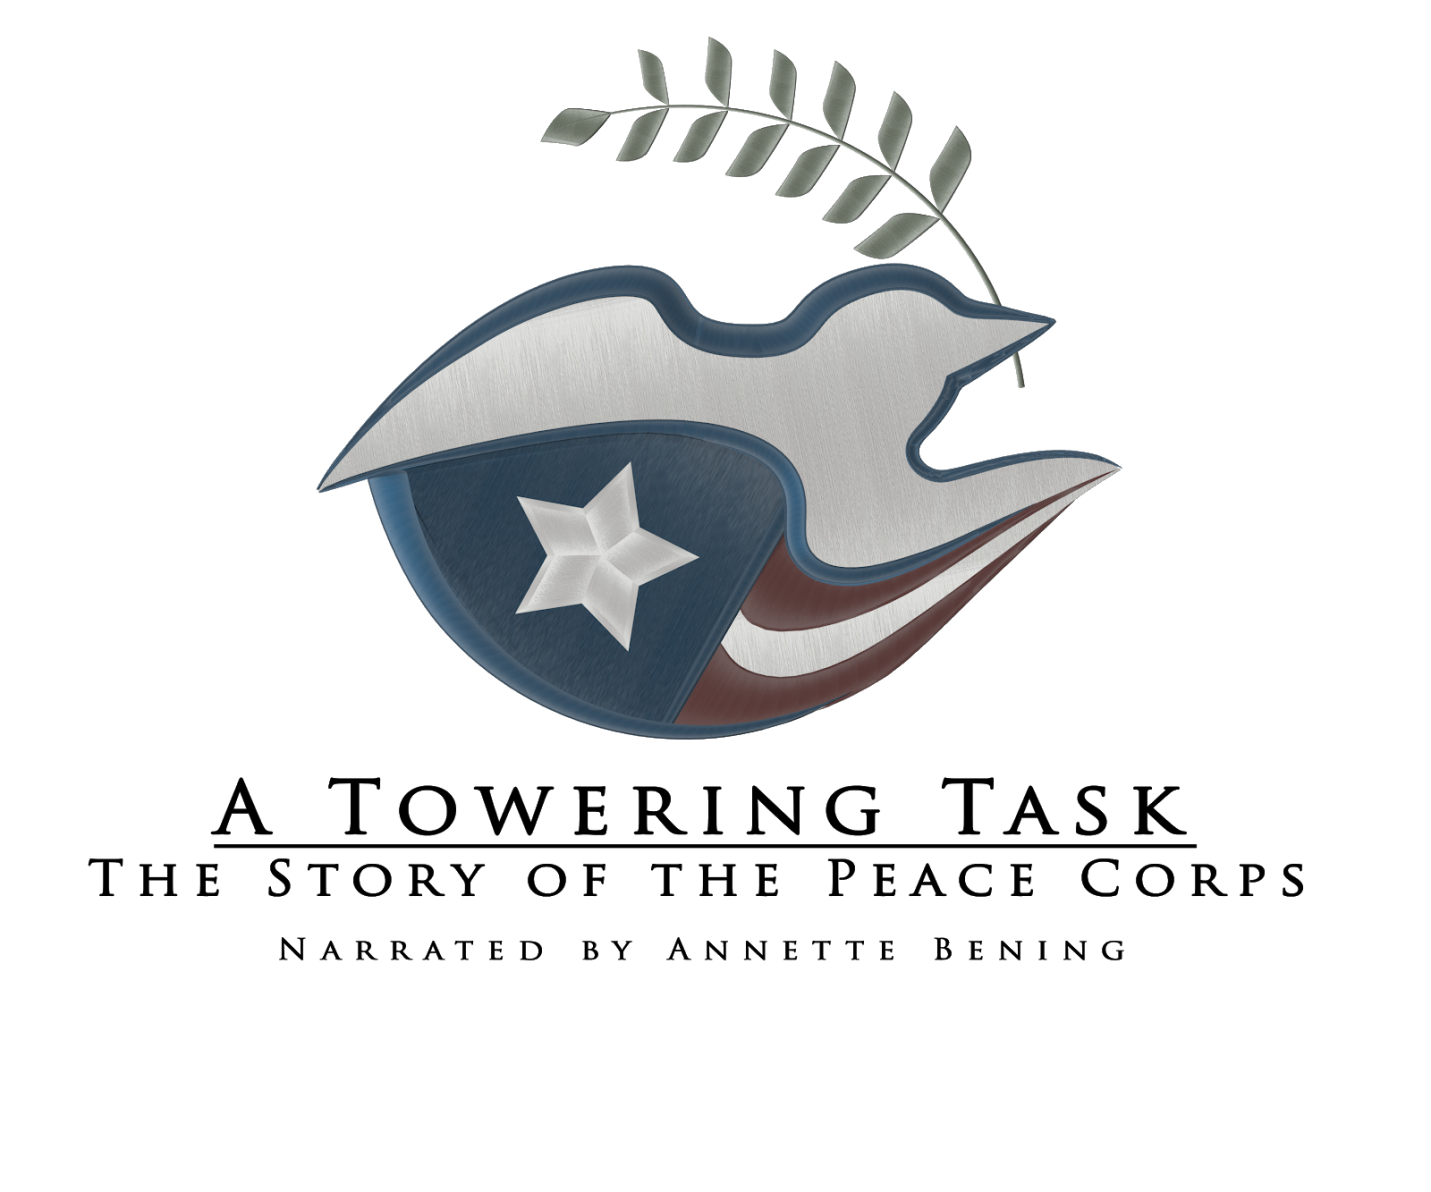 A Towering Task
The Story of the Peace Corps
Narrated by Annette Bening